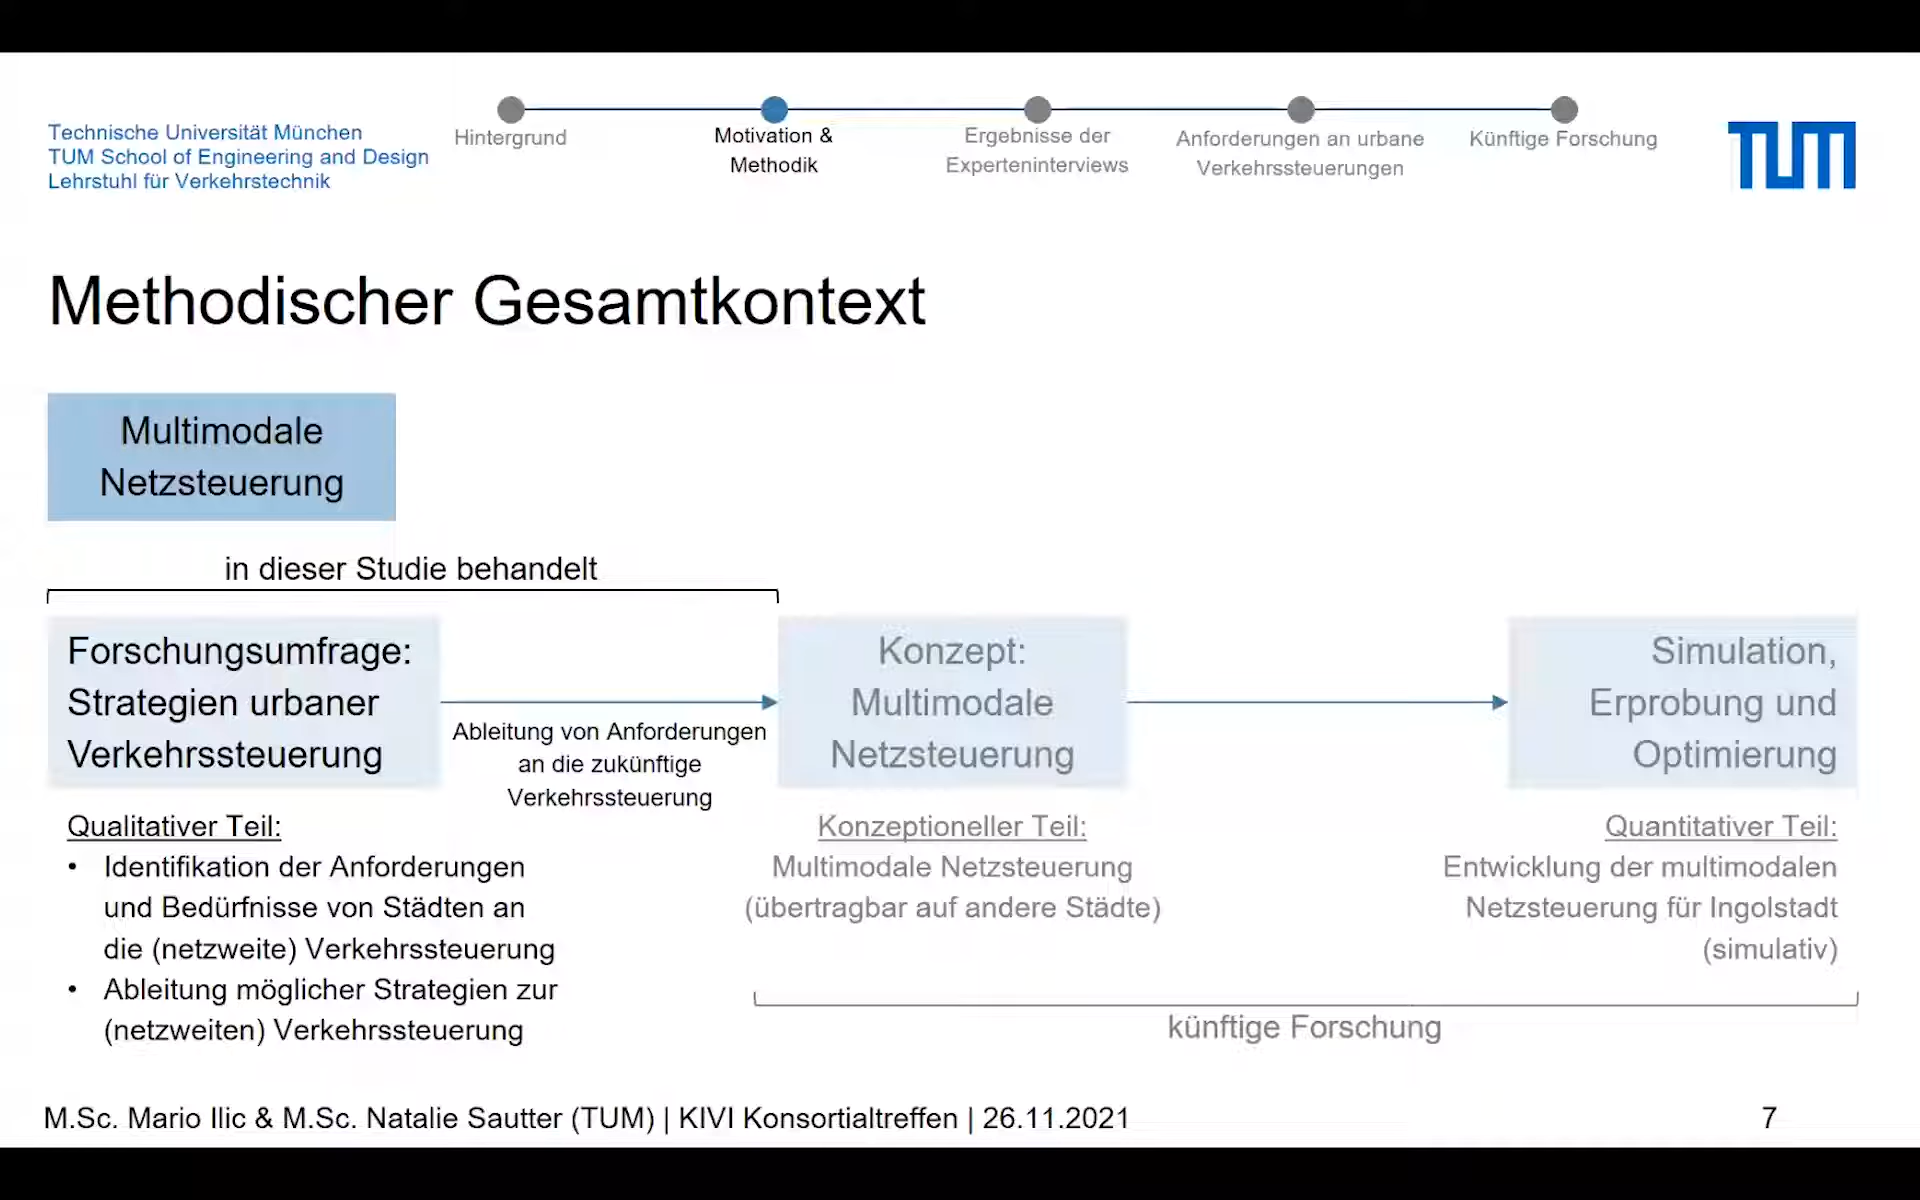 Technische Universität München
TUM School of Engineering and Design
Lehrstuhl für Verkehrstechnik
Hintergrund
Motivation &
Methodik
Ergebnisse der
Experteninterviews
Anforderungen an urbane
Verkehrssteuerungen
Künftige Forschung
TUM
Methodischer Gesamtkontext
Multimodale
Netzsteuerung
in dieser Studie behandelt
Forschungsumfrage:
Strategien urbaner
Verkehrssteuerung
Ableitung von Anforderungen
an die zukünftige
Verkehrssteuerung
Konzept:
Multimodale
Netzsteuerung
Simulation,
Erprobung und
Optimierung
Qualitativer Teil:
• Identifikation der Anforderungen
und Bedürfnisse von Städten an
die (netzweite) Verkehrssteuerung
• Ableitung möglicher Strategien zur
(netzweiten) Verkehrssteuerung
Konzeptioneller Teil:
Multimodale Netzsteuerung
(übertragbar auf andere Städte)
Quantitativer Teil:
Entwicklung der multimodalen
Netzsteuerung für Ingolstadt
(simulativ)
künftige Forschung
M.Sc. Mario Ilic & M.Sc. Natalie Sautter (TUM) | KIVI Konsortialtreffen | 26.11.2021
7